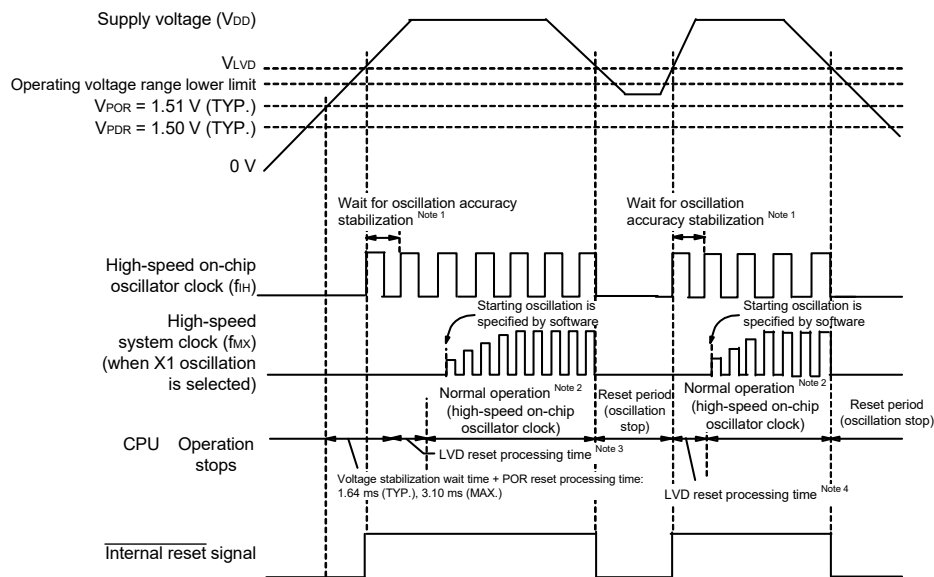 Supply voltage (VDD)
VLVD
Operating voltage range lower limit
VPOR = 1.51 V (TYP.)
VPDR = 1.50 V (TYP.)
0 V
Wait for oscillation accuracy
stabilization Note 1
Wait for oscillation
accuracy stabilization Note 1
High-speed on-chip
oscillator clock (fIH)
Starting oscillation is
specified by software
Starting oscillation is
specified by software
High-speed
system clock (fMX)
(when X1 oscillation
is selected)
Normal operation Note 2
(high-speed on-chip
oscillator clock)
Reset period
(oscillation
stop)
Normal operation Note 2
(high-speed on-chip
oscillator clock)
Reset period
(oscillation stop)
CPU Operation
stops
LVD reset processing time Note 3
Voltage stabilization wait time + POR reset processing time:
1.64 ms (TYP.), 3.10 ms (MAX.)
LVD reset processing time Note 4
Internal reset signal